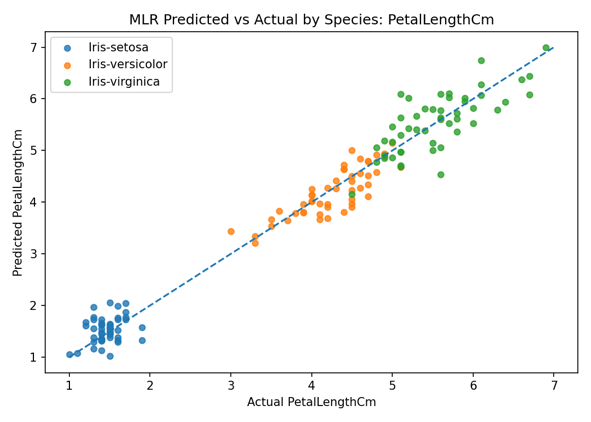 MLR Predicted vs Actual by Species: PetalLengthCm
Iris-setosa
Iris-versicolor
Iris-virginica
Predicted PetalLengthCm
7
6
5
4
3
2
1
1
2
3
4
5
6
7
Actual PetalLengthCm